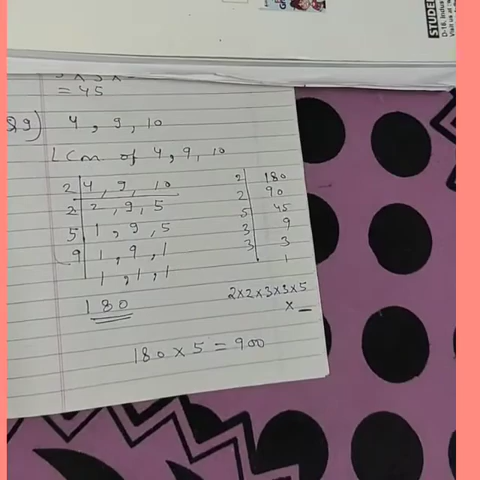 STUDENT
= 45
Q9) 4, 9, 10
LCM of 4, 9, 10
2 | 4, 9, 10
2 | 2, 9, 5
5 | 1, 9, 5
9 | 1, 9, 1
1, 1, 1
180
2 | 180
2 | 90
5 | 45
3 | 9
3 | 3
1
2×2×3×3×5
× _
180 × 5 = 900